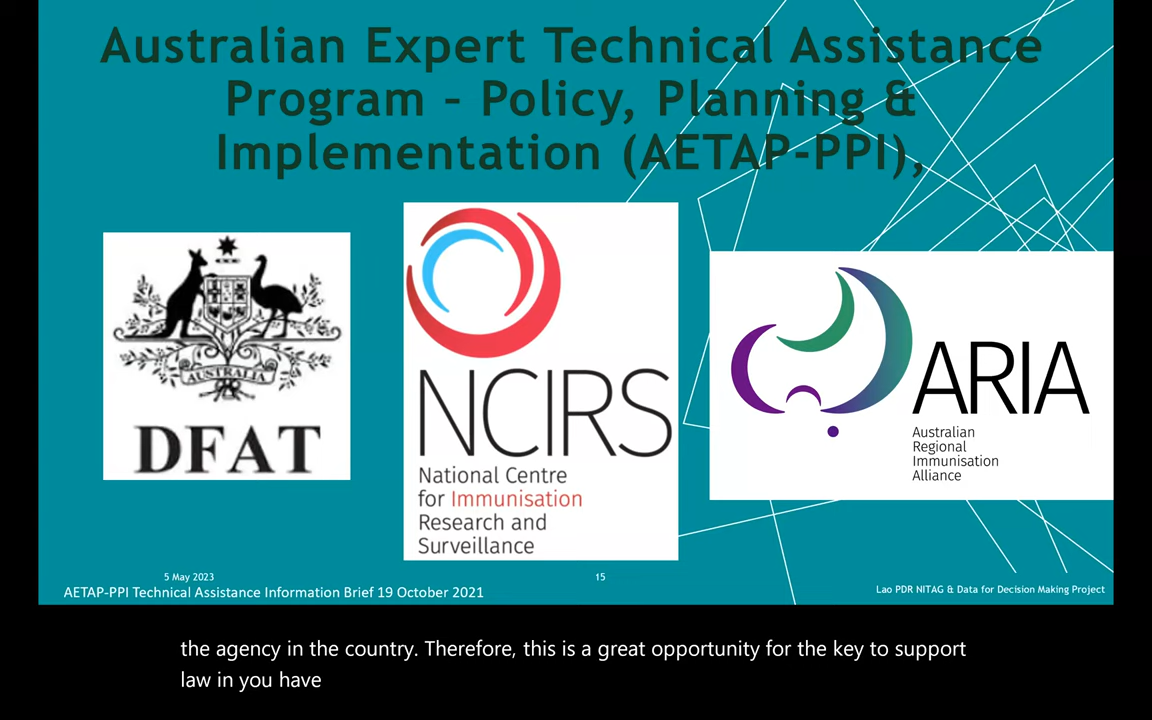 Australian Expert Technical Assistance
Program – Policy, Planning &
Implementation (AETAP-PPI),
AUSTRALIA
DFAT
NCIRS
National Centre
for Immunisation
Research and
Surveillance
ARIA
Australian
Regional
Immunisation
Alliance
5 May 2023
15
AETAP-PPI Technical Assistance Information Brief 19 October 2021
Lao PDR NITAG & Data for Decision Making Project
the agency in the country. Therefore, this is a great opportunity for the key to support
law in you have